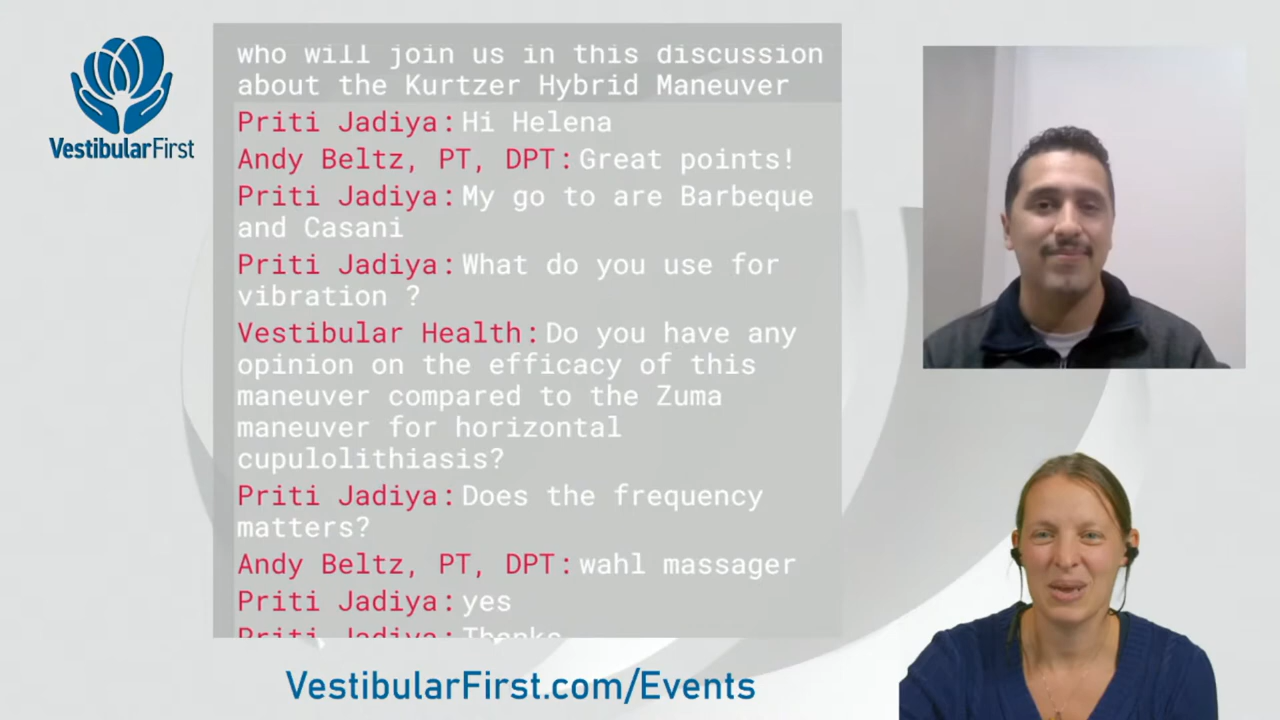 VestibularFirst
who will join us in this discussion
about the Kurtzer Hybrid Maneuver
Priti Jadiya: Hi Helena
Andy Beltz, PT, DPT: Great points!
Priti Jadiya: My go to are Barbeque
and Casani
Priti Jadiya: What do you use for
vibration ?
Vestibular Health: Do you have any
opinion on the efficacy of this
maneuver compared to the Zuma
maneuver for horizontal
cupulolithiasis?
Priti Jadiya: Does the frequency
matters?
Andy Beltz, PT, DPT: wahl massager
Priti Jadiya: yes
Priti Jadiya: Thanks
VestibularFirst.com/Events